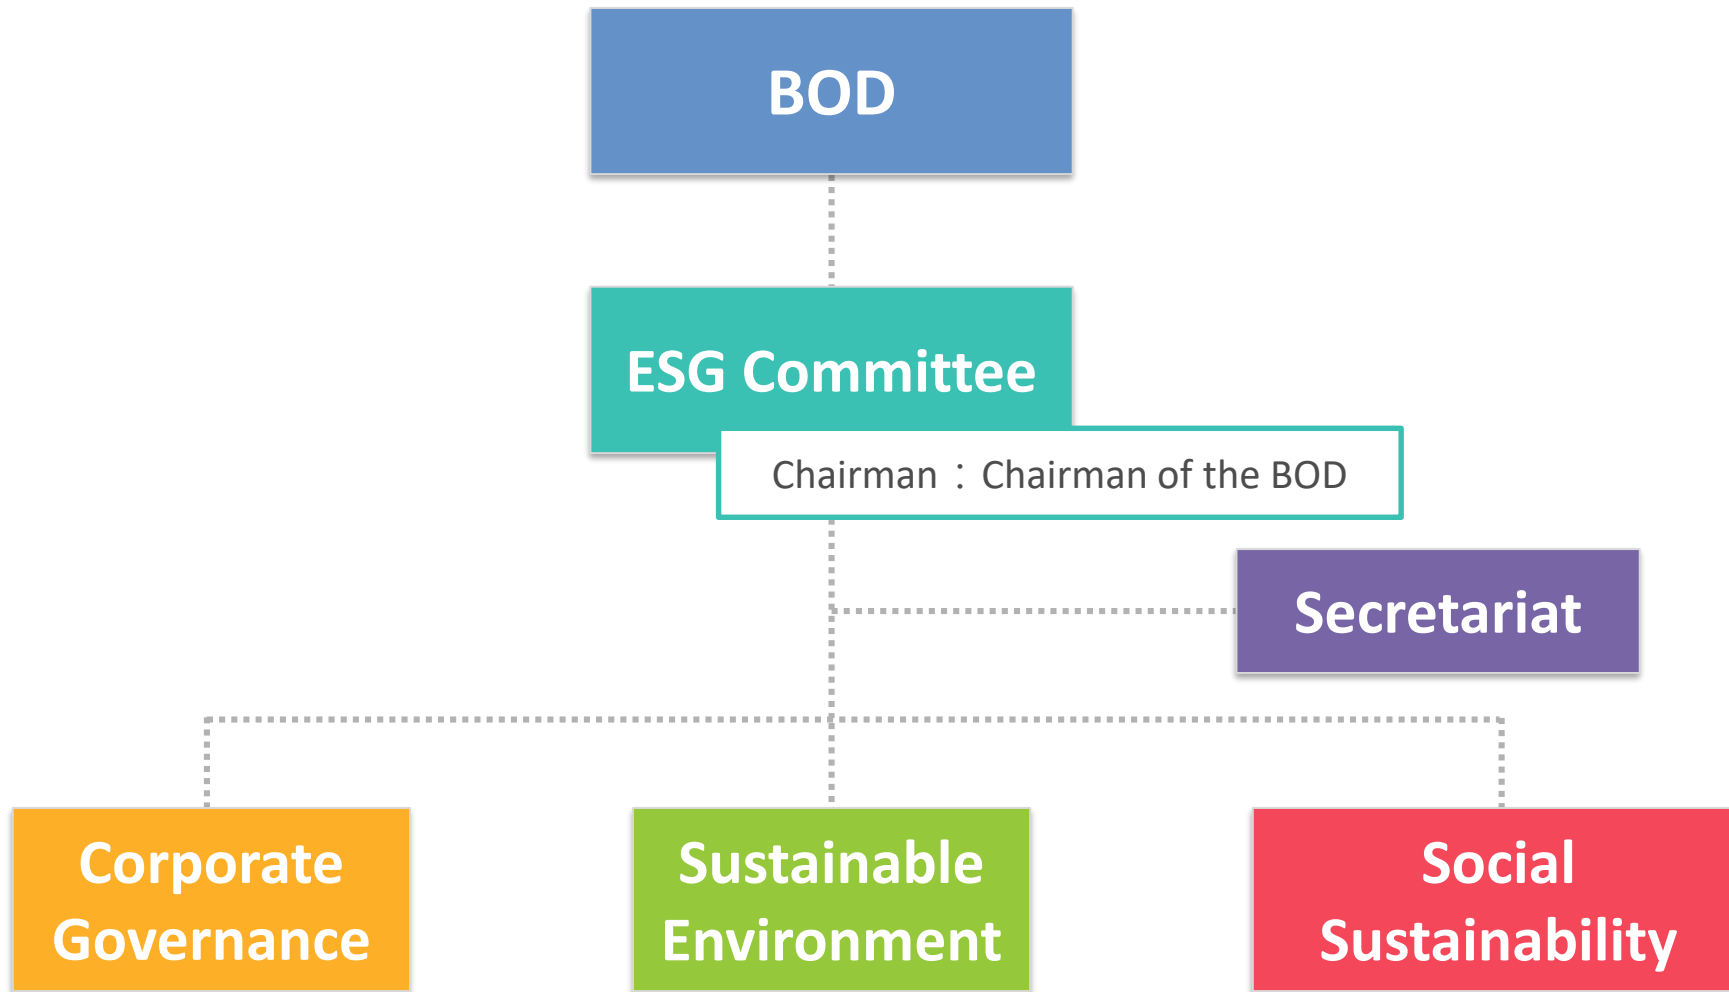 BOD
ESG Committee
Chairman：Chairman of the BOD
Secretariat
Corporate
Governance
Sustainable
Environment
Social
Sustainability